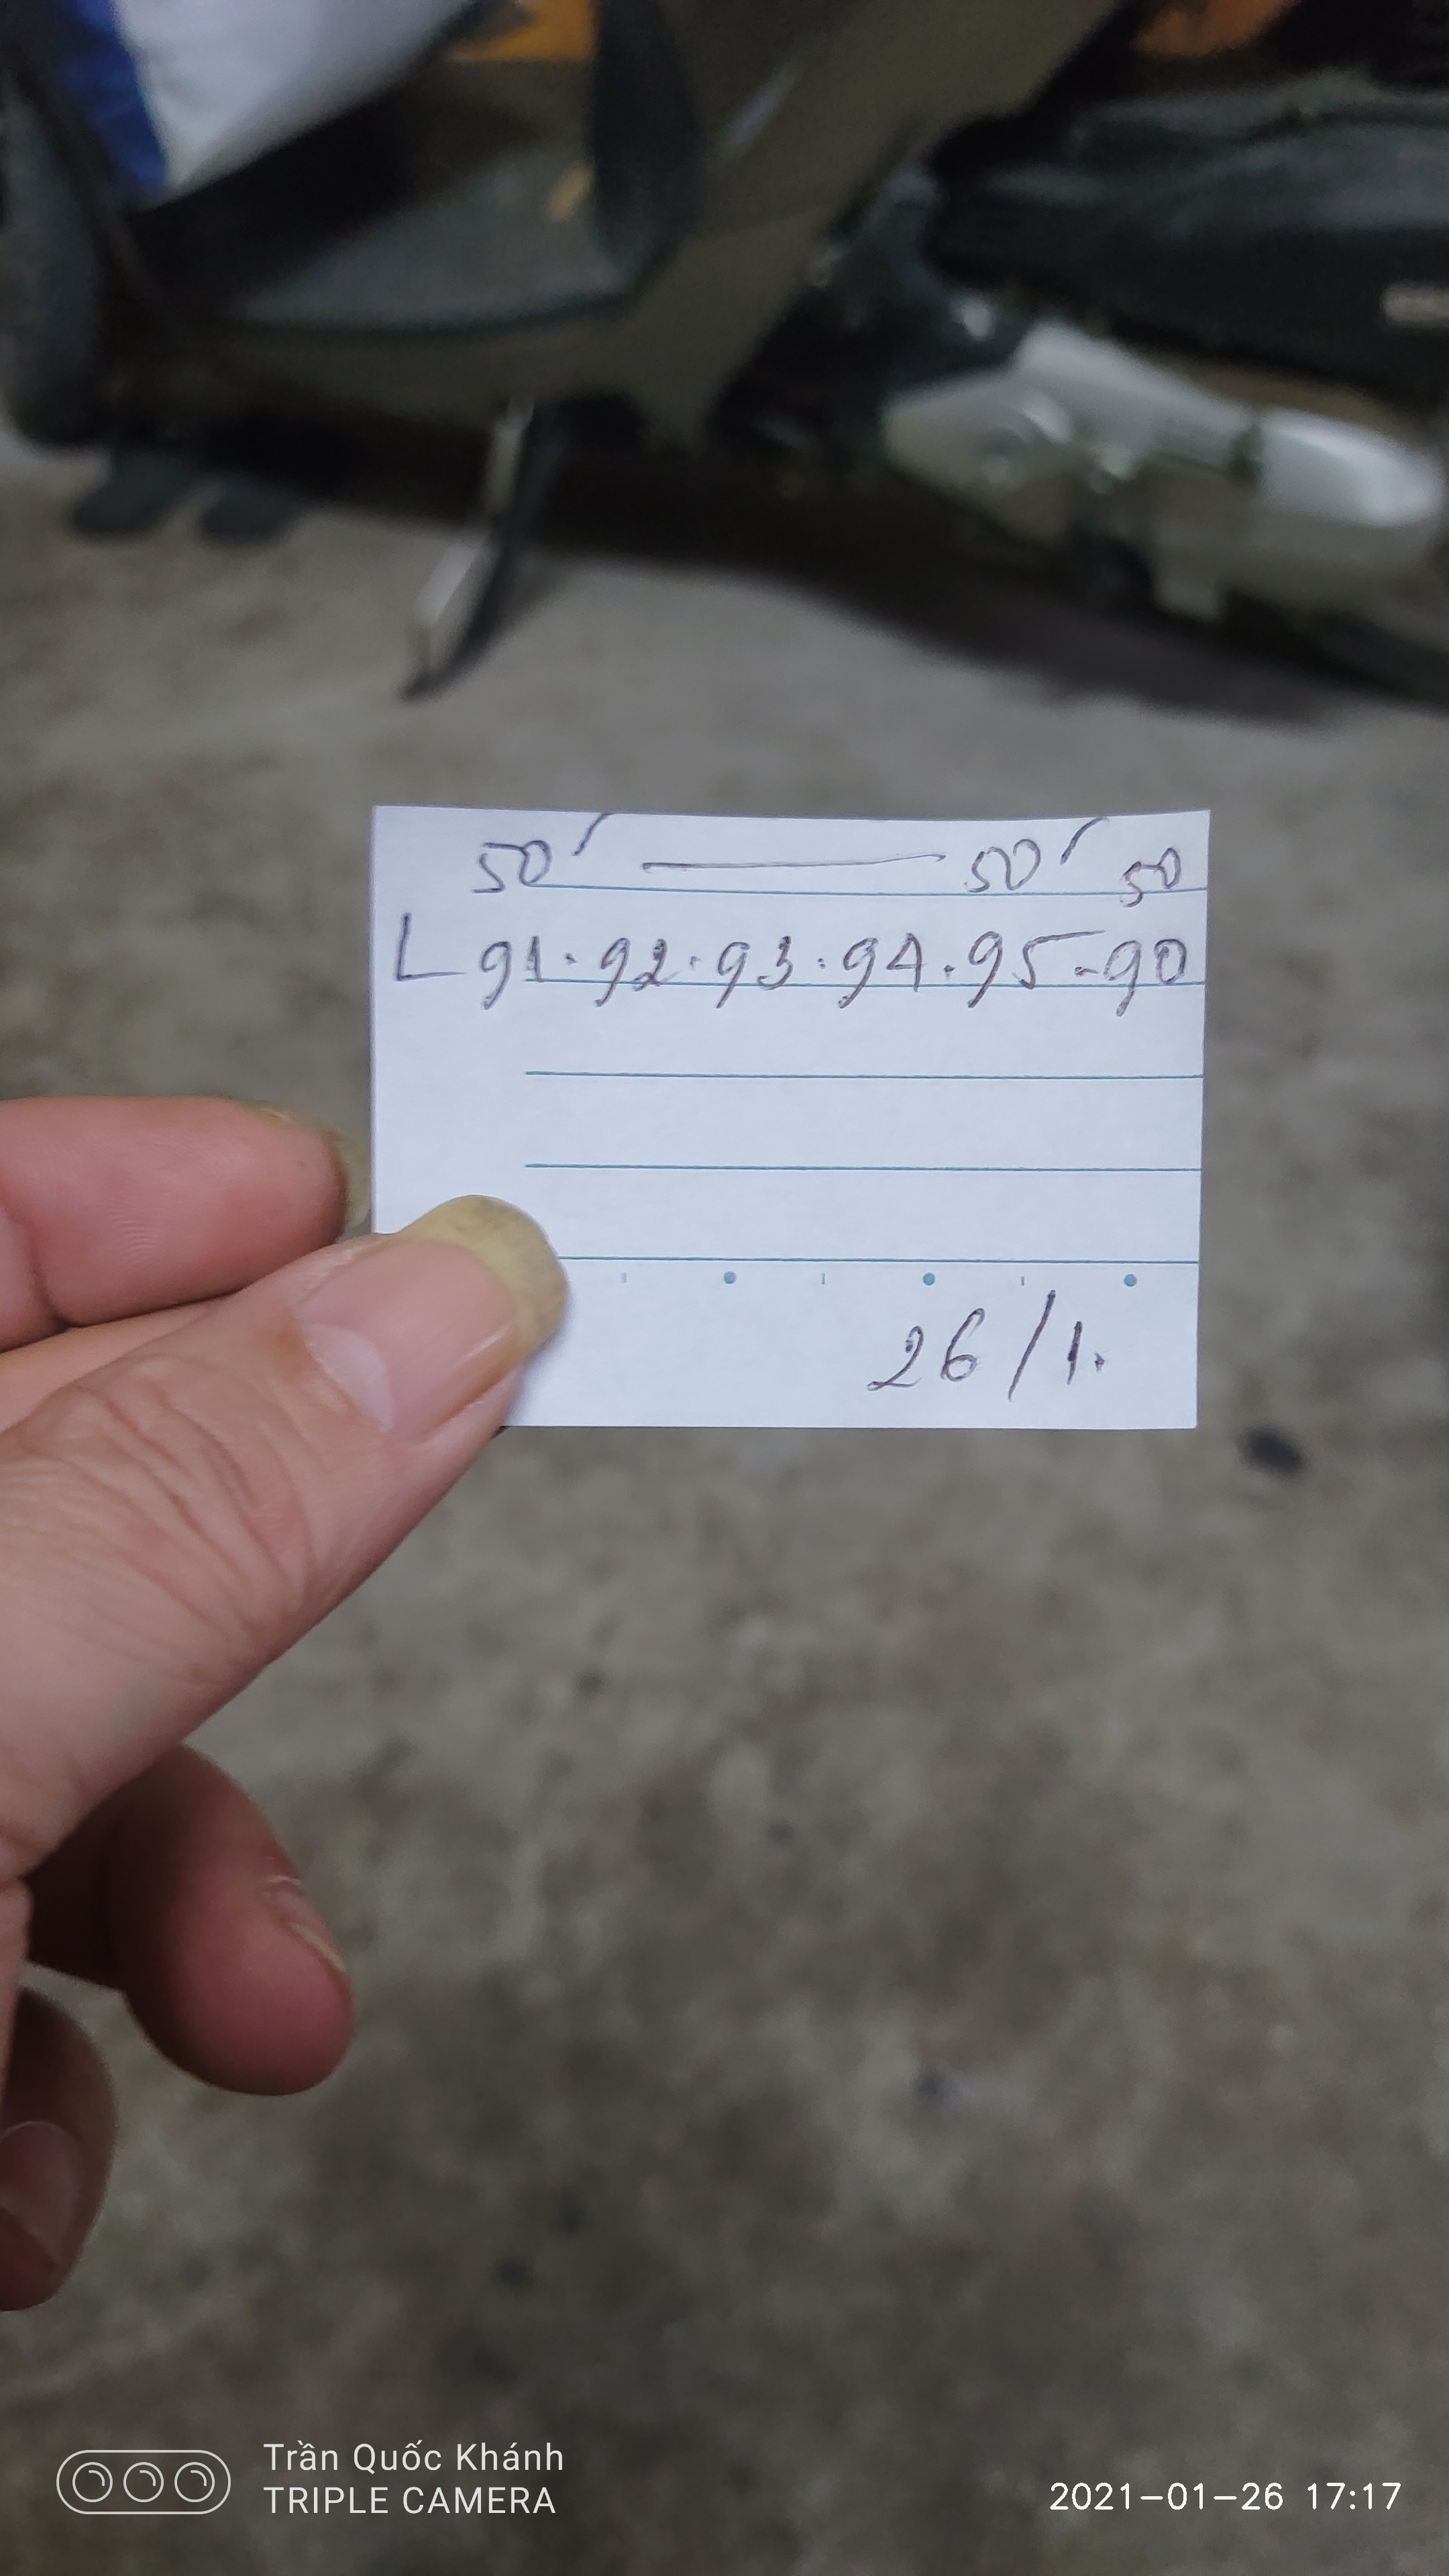 50' — 50' 50
L 91.92.93.94.95-90
26/1.
Trần Quốc Khánh
TRIPLE CAMERA
2021-01-26 17:17